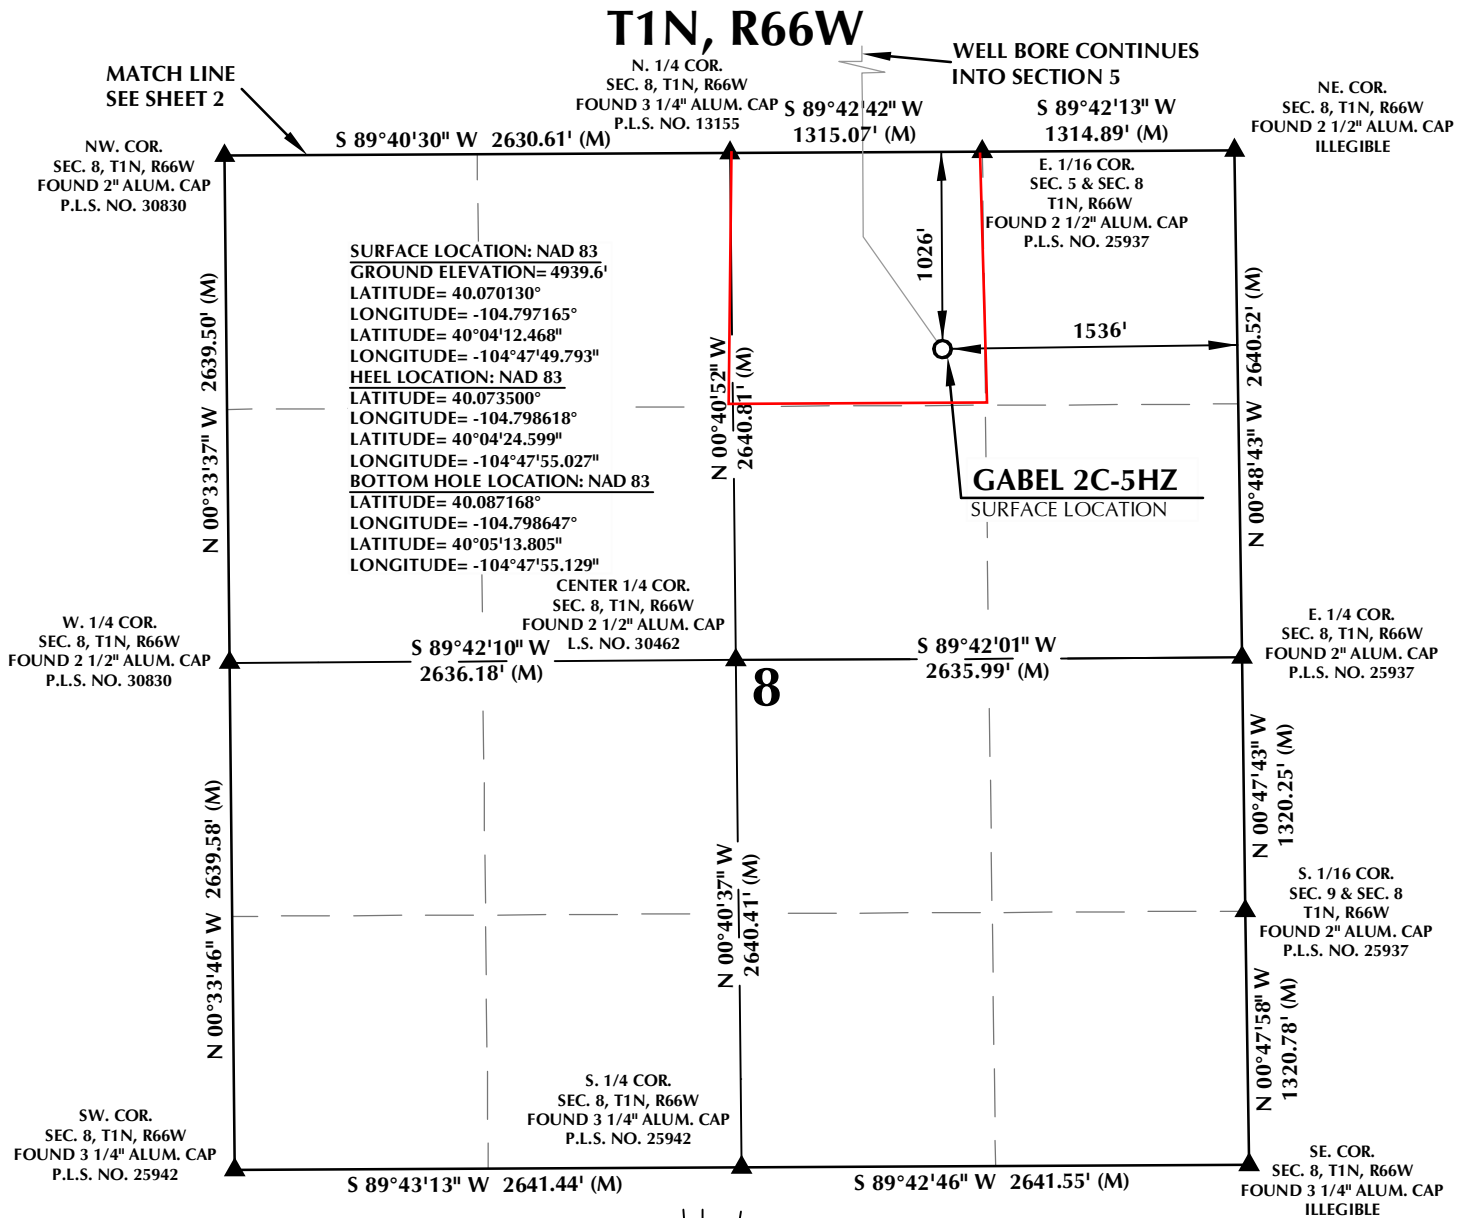 T1N, R66W
MATCH LINE
SEE SHEET 2
N. 1/4 COR.
SEC. 8, T1N, R66W
FOUND 3 1/4" ALUM. CAP
P.L.S. NO. 13155
WELL BORE CONTINUES
INTO SECTION 5
NE. COR.
SEC. 8, T1N, R66W
FOUND 2 1/2" ALUM. CAP
ILLEGIBLE
NW. COR.
SEC. 8, T1N, R66W
FOUND 2" ALUM. CAP
P.L.S. NO. 30830
S 89°40'30" W 2630.61' (M)
S 89°42'42" W
1315.07' (M)
S 89°42'13" W
1314.89' (M)
E. 1/16 COR.
SEC. 5 & SEC. 8
T1N, R66W
FOUND 2 1/2" ALUM. CAP
P.L.S. NO. 25937
SURFACE LOCATION: NAD 83
GROUND ELEVATION= 4939.6'
LATITUDE= 40.070130°
LONGITUDE= -104.797165°
LATITUDE= 40°04'12.468"
LONGITUDE= -104°47'49.793"
HEEL LOCATION: NAD 83
LATITUDE= 40.073500°
LONGITUDE= -104.798618°
LATITUDE= 40°04'24.599"
LONGITUDE= -104°47'55.027"
BOTTOM HOLE LOCATION: NAD 83
LATITUDE= 40.087168°
LONGITUDE= -104.798647°
LATITUDE= 40°05'13.805"
LONGITUDE= -104°47'55.129"
N 00°33'37" W 2639.50' (M)
N 00°40'52" W
2640.81' (M)
1026'
1536'
N 00°48'43" W 2640.52' (M)
GABEL 2C-5HZ
SURFACE LOCATION
W. 1/4 COR.
SEC. 8, T1N, R66W
FOUND 2 1/2" ALUM. CAP
P.L.S. NO. 30830
CENTER 1/4 COR.
SEC. 8, T1N, R66W
FOUND 2 1/2" ALUM. CAP
L.S. NO. 30462
E. 1/4 COR.
SEC. 8, T1N, R66W
FOUND 2" ALUM. CAP
P.L.S. NO. 25937
S 89°42'10" W
2636.18' (M)
S 89°42'01" W
2635.99' (M)
8
N 00°33'46" W 2639.58' (M)
N 00°40'37" W
2640.41' (M)
N 00°47'43" W
1320.25' (M)
S. 1/16 COR.
SEC. 9 & SEC. 8
T1N, R66W
FOUND 2" ALUM. CAP
P.L.S. NO. 25937
N 00°47'58" W
1320.78' (M)
SW. COR.
SEC. 8, T1N, R66W
FOUND 3 1/4" ALUM. CAP
P.L.S. NO. 25942
S. 1/4 COR.
SEC. 8, T1N, R66W
FOUND 3 1/4" ALUM. CAP
P.L.S. NO. 25942
SE. COR.
SEC. 8, T1N, R66W
FOUND 3 1/4" ALUM. CAP
ILLEGIBLE
S 89°43'13" W 2641.44' (M)
S 89°42'46" W 2641.55' (M)